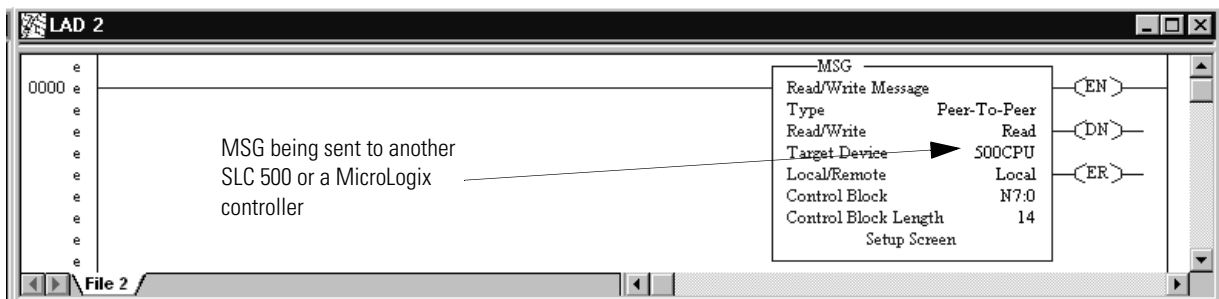 LAD 2
e
0000 e
e
e
e
e
e
e
e
e
MSG being sent to another
SLC 500 or a MicroLogix
controller
MSG
Read/Write Message
Type Peer-To-Peer
Read/Write Read
Target Device 500CPU
Local/Remote Local
Control Block N7:0
Control Block Length 14
Setup Screen
EN
DN
ER
File 2